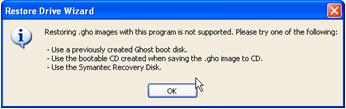 Restore Drive Wizard
Restoring .gho images with this program is not supported. Please try one of the following:
- Use a previously created Ghost boot disk.
- Use the bootable CD created when saving the .gho image to CD.
- Use the Symantec Recovery Disk.
OK